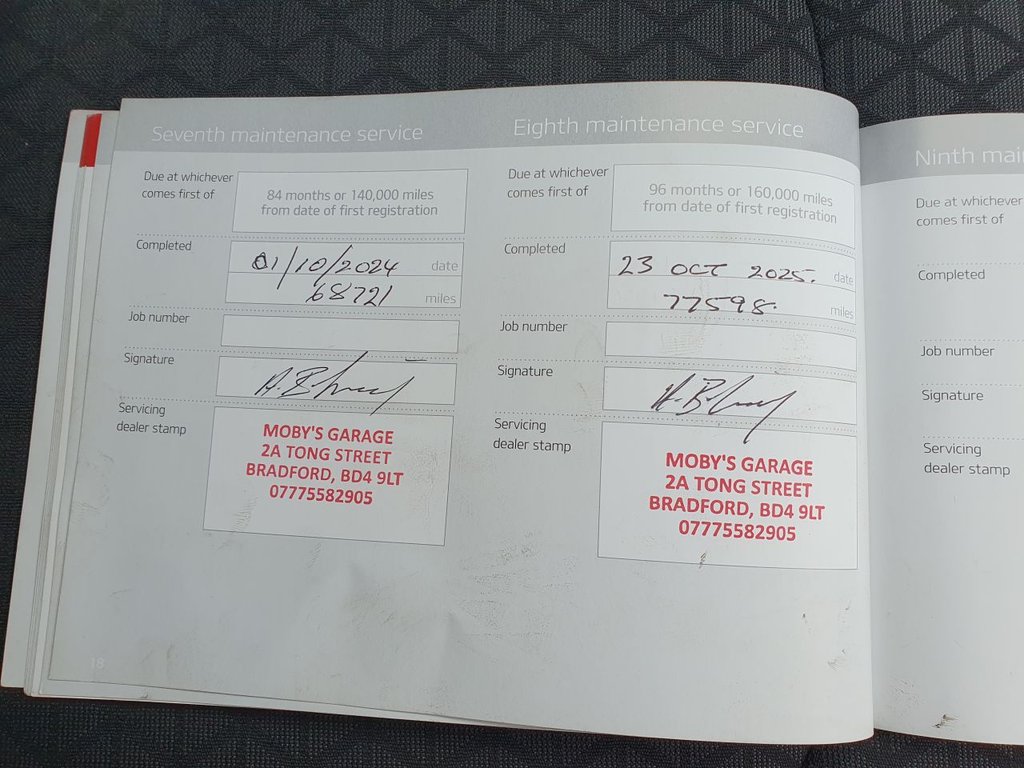 Seventh maintenance service
Due at whichever
comes first of
84 months or 140,000 miles
from date of first registration
Completed
01/10/2024 date
68721 miles
Job number
Signature
Servicing
dealer stamp
MOBY'S GARAGE
2A TONG STREET
BRADFORD, BD4 9LT
07775582905
18
Eighth maintenance service
Due at whichever
comes first of
96 months or 160,000 miles
from date of first registration
Completed
23 OCT 2025. date
77598. miles
Job number
Signature
Servicing
dealer stamp
MOBY'S GARAGE
2A TONG STREET
BRADFORD, BD4 9LT
07775582905
Ninth mai
Due at whichever
comes first of
Completed
Job number
Signature
Servicing
dealer stamp